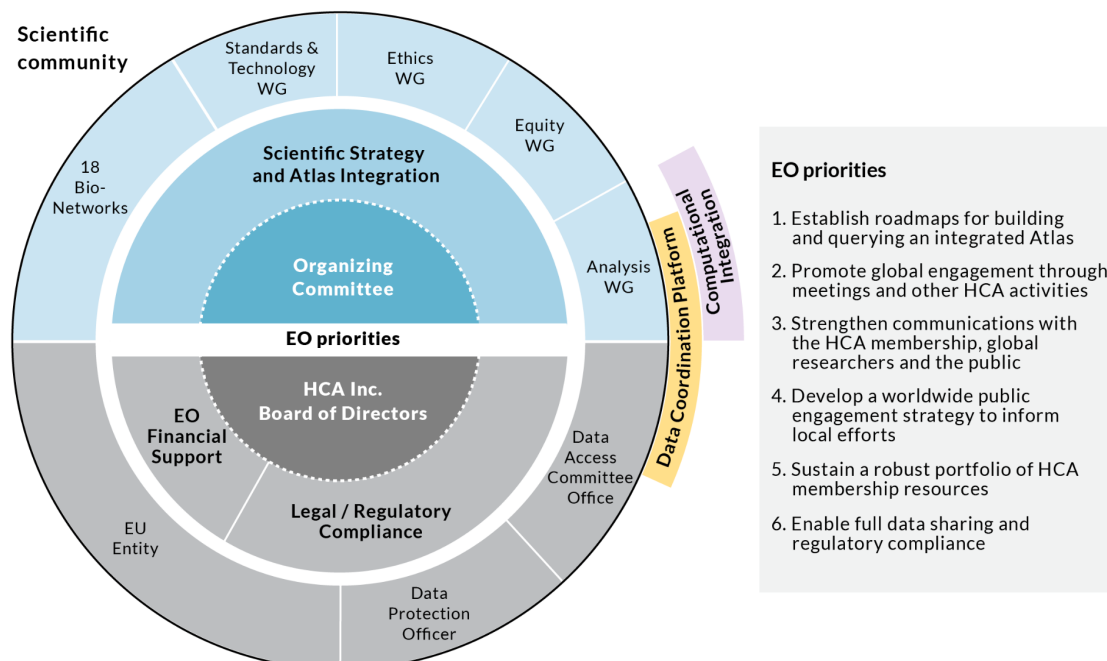 Scientific
community
Standards &
Technology
WG
Ethics
WG
Equity
WG
18
Bio-
Networks
Analysis
WG
Scientific Strategy
and Atlas Integration
Organizing
Committee
EO priorities
HCA Inc.
Board of Directors
EO
Financial
Support
Legal / Regulatory
Compliance
EU
Entity
Data
Protection
Officer
Data
Access
Committee
Office
Data Coordination Platform
Computational
Integration
EO priorities
1. Establish roadmaps for building
and querying an integrated Atlas
2. Promote global engagement through
meetings and other HCA activities
3. Strengthen communications with
the HCA membership, global
researchers and the public
4. Develop a worldwide public
engagement strategy to inform
local efforts
5. Sustain a robust portfolio of HCA
membership resources
6. Enable full data sharing and
regulatory compliance